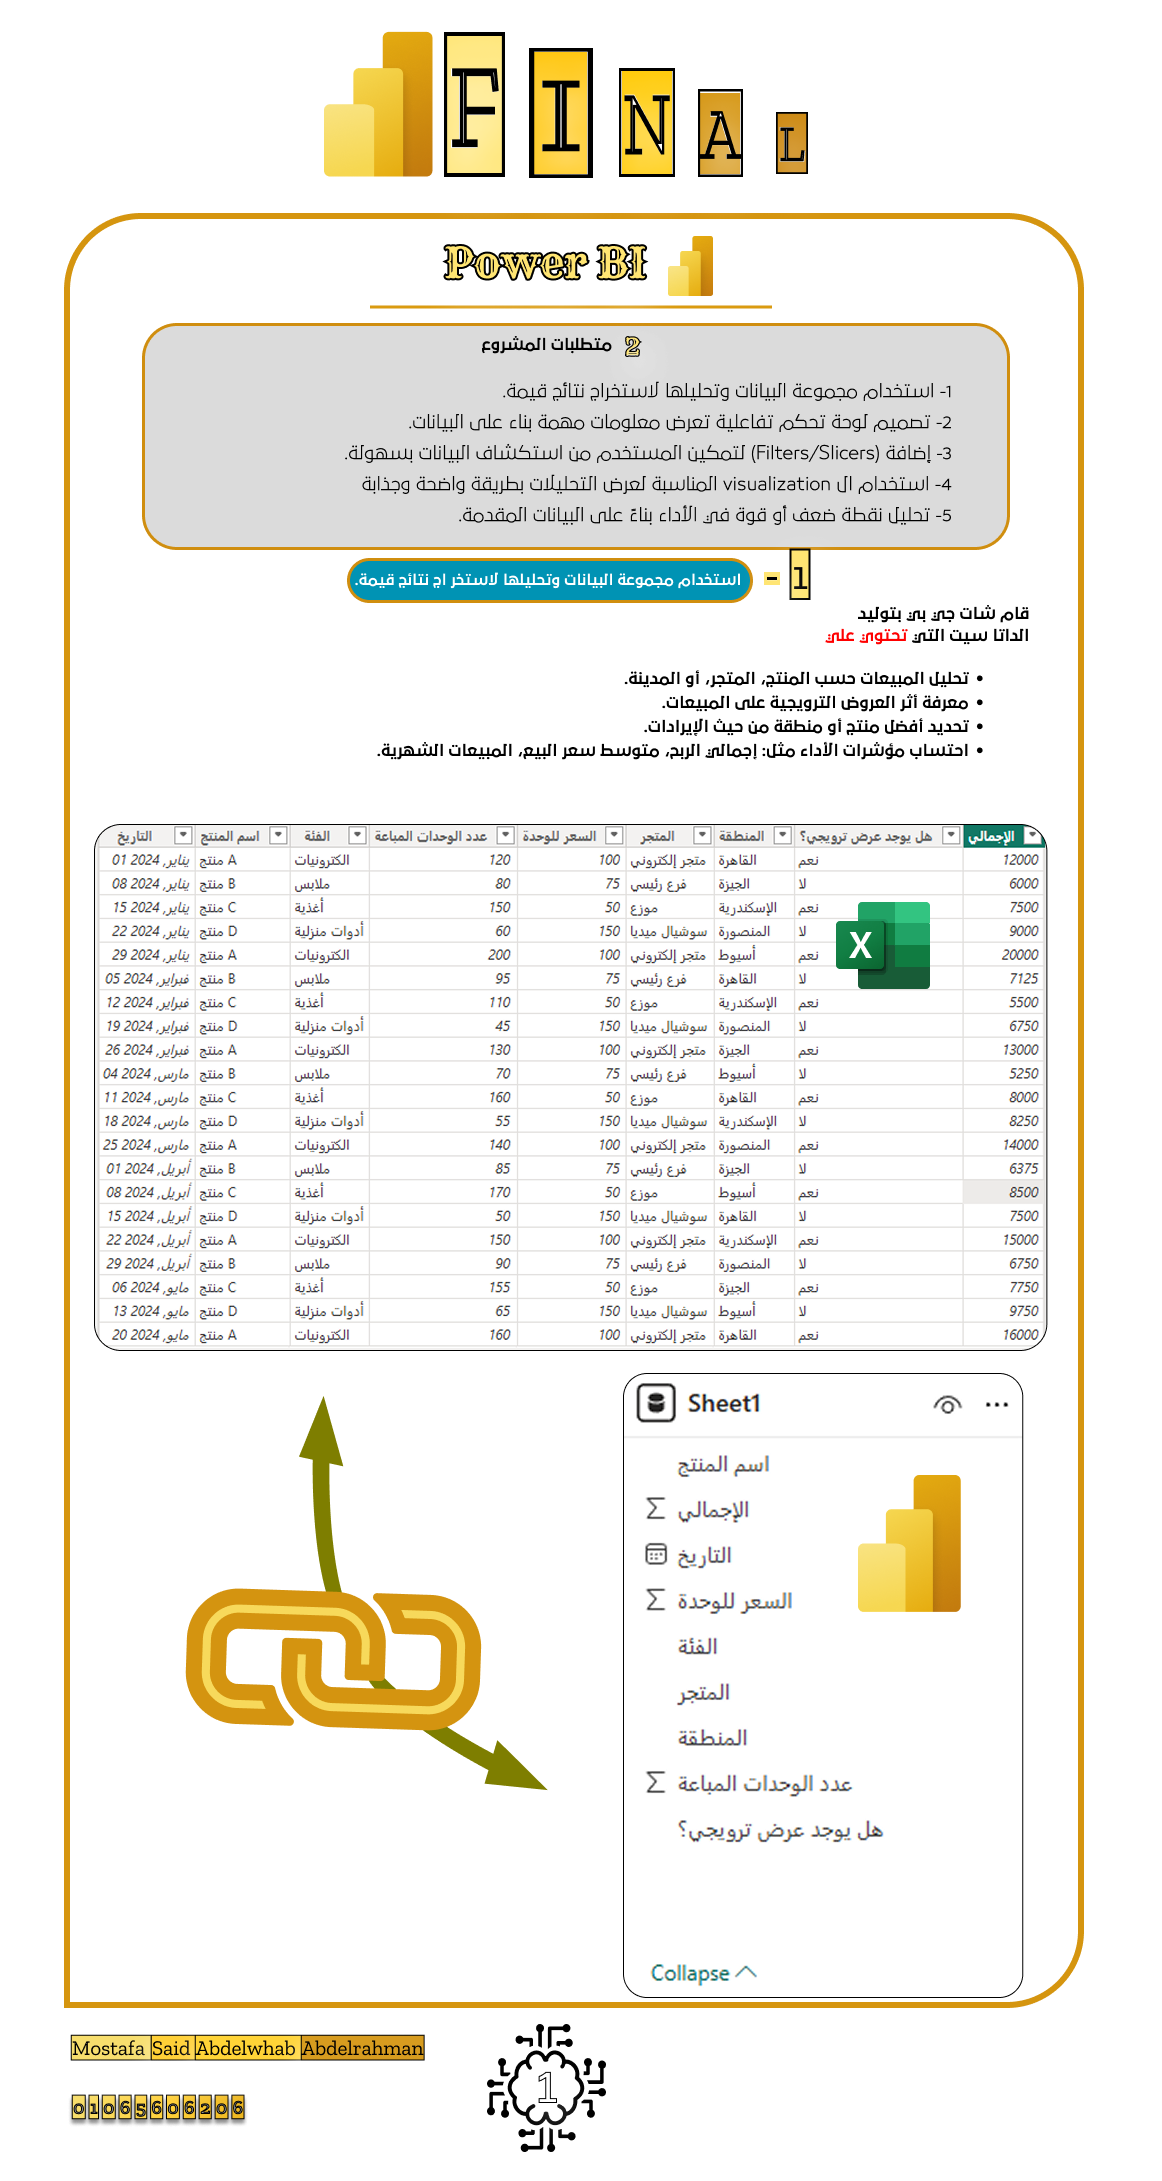 FINAL
Power BI
2 متطلبات المشروع
1- استخدام مجموعة البيانات وتحليلها لاستخراج نتائج قيمة.
2- تصميم لوحة تحكم تفاعلية تعرض معلومات مهمة بناء على البيانات.
3- إضافة (Filters/Slicers) لتمكين المستخدم من استكشاف البيانات بسهولة.
4- استخدام ال visualization المناسبة لعرض التحليلات بطريقة واضحة وجذابة
5- تحليل نقطة ضعف أو قوة في الأداء بناءً على البيانات المقدمة.
1 - استخدام مجموعة البيانات وتحليلها لاستخر اج نتائج قيمة.
قام شات جي بي بتوليد
الداتا سيت التي تحتوي علي
• تحليل المبيعات حسب المنتج، المتجر، أو المدينة.
• معرفة أثر العروض الترويجية على المبيعات.
• تحديد أفضل منتج أو منطقة من حيث الإيرادات.
• احتساب مؤشرات الأداء مثل: إجمالي الربح، متوسط سعر البيع، المبيعات الشهرية.
التاريخ اسم المنتج الفئة عدد الوحدات المباعة السعر للوحدة المتجر المنطقة هل يوجد عرض ترويجي؟ الإجمالي
01 يناير, 2024 منتج A الكترونيات 120 100 متجر إلكتروني القاهرة نعم 12000
08 يناير, 2024 منتج B ملابس 80 75 فرع رئيسي الجيزة لا 6000
15 يناير, 2024 منتج C أغذية 150 50 موزع الإسكندرية نعم 7500
22 يناير, 2024 منتج D أدوات منزلية 60 150 سوشيال ميديا المنصورة لا 9000
29 يناير, 2024 منتج A الكترونيات 200 100 متجر إلكتروني أسيوط نعم 20000
05 فبراير, 2024 منتج B ملابس 95 75 فرع رئيسي القاهرة لا 7125
12 فبراير, 2024 منتج C أغذية 110 50 موزع الإسكندرية نعم 5500
19 فبراير, 2024 منتج D أدوات منزلية 45 150 سوشيال ميديا المنصورة لا 6750
26 فبراير, 2024 منتج A الكترونيات 130 100 متجر إلكتروني الجيزة نعم 13000
04 مارس, 2024 منتج B ملابس 70 75 فرع رئيسي أسيوط لا 5250
11 مارس, 2024 منتج C أغذية 160 50 موزع القاهرة نعم 8000
18 مارس, 2024 منتج D أدوات منزلية 55 150 سوشيال ميديا الإسكندرية لا 8250
25 مارس, 2024 منتج A الكترونيات 140 100 متجر إلكتروني المنصورة نعم 14000
01 أبريل, 2024 منتج B ملابس 85 75 فرع رئيسي الجيزة لا 6375
08 أبريل, 2024 منتج C أغذية 170 50 موزع أسيوط نعم 8500
15 أبريل, 2024 منتج D أدوات منزلية 50 150 سوشيال ميديا القاهرة لا 7500
22 أبريل, 2024 منتج A الكترونيات 150 100 متجر إلكتروني الإسكندرية نعم 15000
29 أبريل, 2024 منتج B ملابس 90 75 فرع رئيسي المنصورة لا 6750
06 مايو, 2024 منتج C أغذية 155 50 موزع الجيزة نعم 7750
13 مايو, 2024 منتج D أدوات منزلية 65 150 سوشيال ميديا أسيوط لا 9750
20 مايو, 2024 منتج A الكترونيات 160 100 متجر إلكتروني القاهرة نعم 16000
X
Sheet1
اسم المنتج
∑ الإجمالي
التاريخ
∑ السعر للوحدة
الفئة
المتجر
المنطقة
∑ عدد الوحدات المباعة
هل يوجد عرض ترويجي؟
Collapse
Mostafa Said Abdelwhab Abdelrahman
1
01065606206